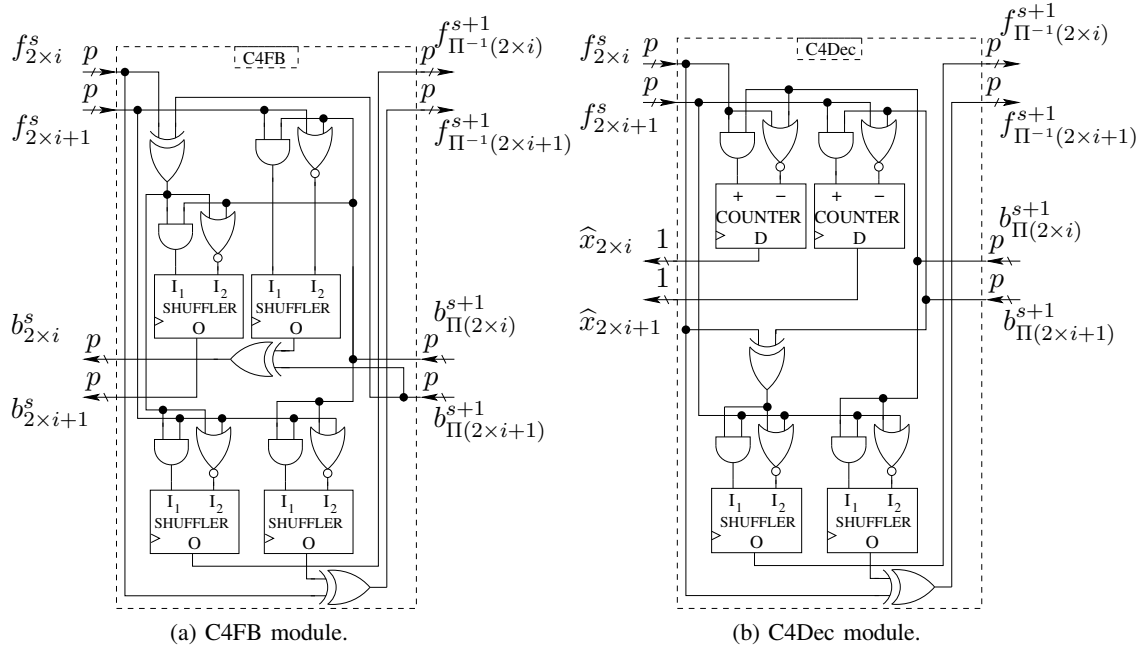 f^s_{2×i} p C4FB p f^{s+1}_{Π^{-1}(2×i)}
f^s_{2×i+1} p p f^{s+1}_{Π^{-1}(2×i+1)}
I_1 I_2 I_1 I_2
SHUFFLER SHUFFLER
O O
b^s_{2×i} p p b^{s+1}_{Π(2×i)}
b^s_{2×i+1} p p b^{s+1}_{Π(2×i+1)}
I_1 I_2 I_1 I_2
SHUFFLER SHUFFLER
O O
(a) C4FB module.
f^s_{2×i} p C4Dec p f^{s+1}_{Π^{-1}(2×i)}
f^s_{2×i+1} p p f^{s+1}_{Π^{-1}(2×i+1)}
+ − + −
COUNTER COUNTER
D D
x̂_{2×i} 1 p b^{s+1}_{Π(2×i)}
x̂_{2×i+1} 1 p b^{s+1}_{Π(2×i+1)}
I_1 I_2 I_1 I_2
SHUFFLER SHUFFLER
O O
(b) C4Dec module.